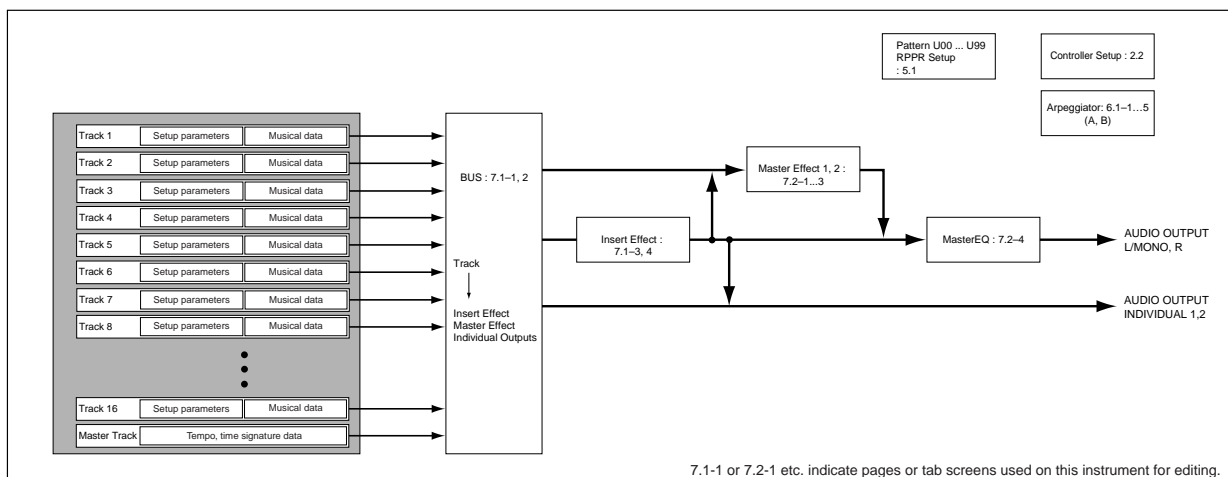 Pattern U00 ... U99
RPPR Setup
: 5.1
Controller Setup : 2.2
Arpeggiator: 6.1–1...5
(A, B)
Track 1 Setup parameters Musical data
Track 2 Setup parameters Musical data
Track 3 Setup parameters Musical data
Track 4 Setup parameters Musical data
Track 5 Setup parameters Musical data
Track 6 Setup parameters Musical data
Track 7 Setup parameters Musical data
Track 8 Setup parameters Musical data
Track 16 Setup parameters Musical data
Master Track Tempo, time signature data
BUS : 7.1–1, 2
Track
Insert Effect
Master Effect
Individual Outputs
Insert Effect :
7.1–3, 4
Master Effect 1, 2 :
7.2–1...3
MasterEQ : 7.2–4
AUDIO OUTPUT
L/MONO, R
AUDIO OUTPUT
INDIVIDUAL 1,2
7.1-1 or 7.2-1 etc. indicate pages or tab screens used on this instrument for editing.